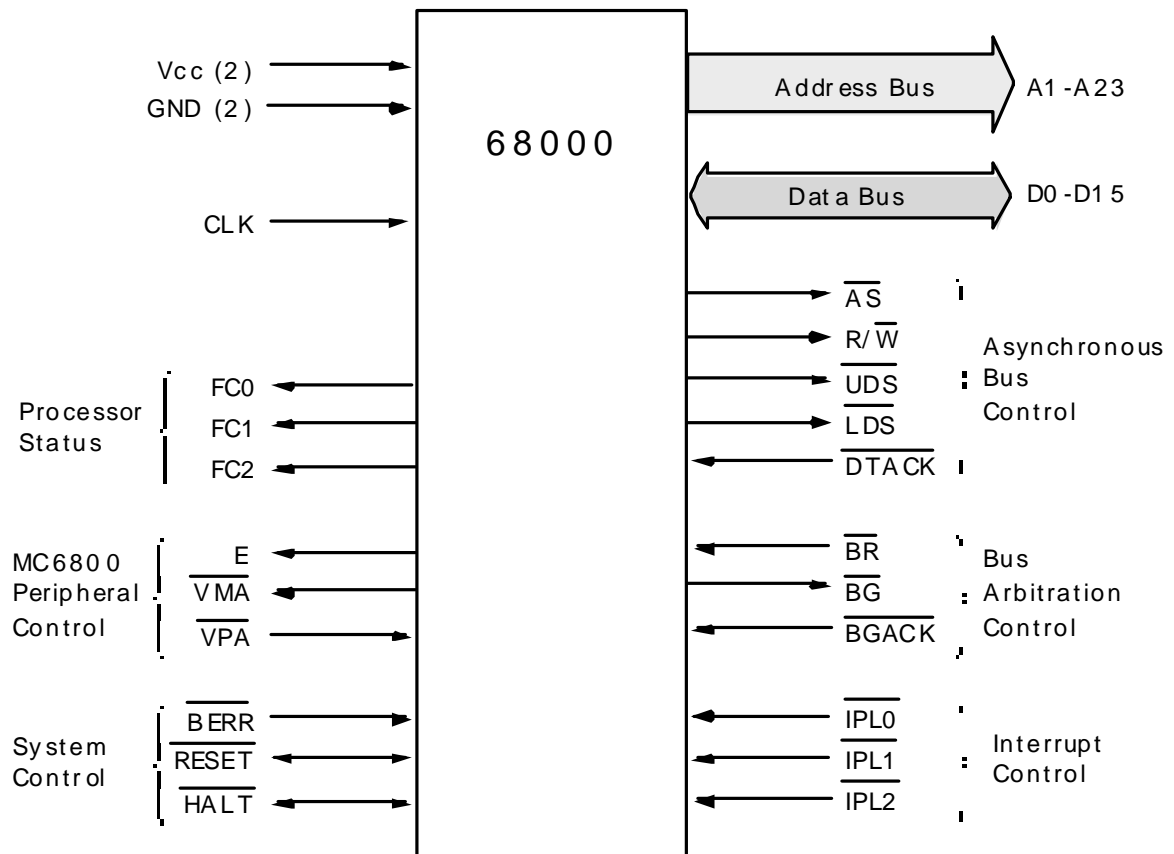 Vcc (2)
GND (2)
CLK
68000
Address Bus
A1-A23
Data Bus
D0-D15
Processor
Status
FC0
FC1
FC2
AS
R/W
UDS
LDS
DTACK
Asynchronous
Bus
Control
MC6800
Peripheral
Control
E
VMA
VPA
BR
BG
BGACK
Bus
Arbitration
Control
System
Control
BERR
RESET
HALT
IPL0
IPL1
IPL2
Interrupt
Control